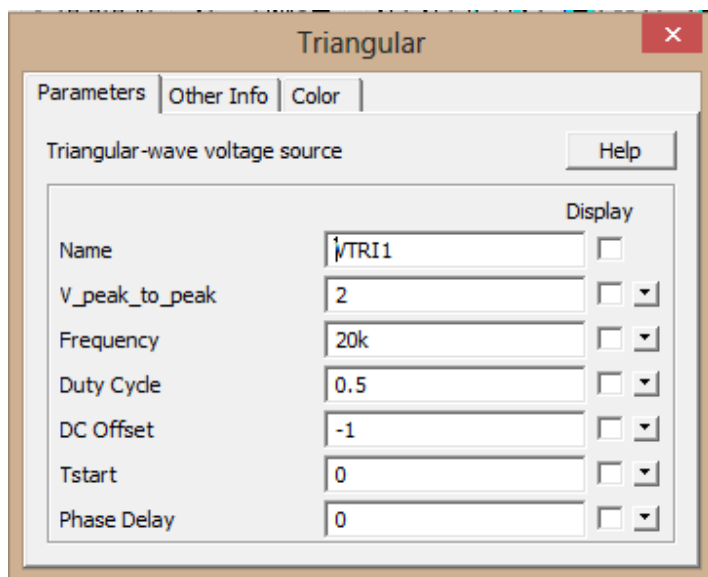 Triangular
Parameters Other Info Color
Triangular-wave voltage source Help
Display
Name VTRI1
V_peak_to_peak 2
Frequency 20k
Duty Cycle 0.5
DC Offset -1
Tstart 0
Phase Delay 0